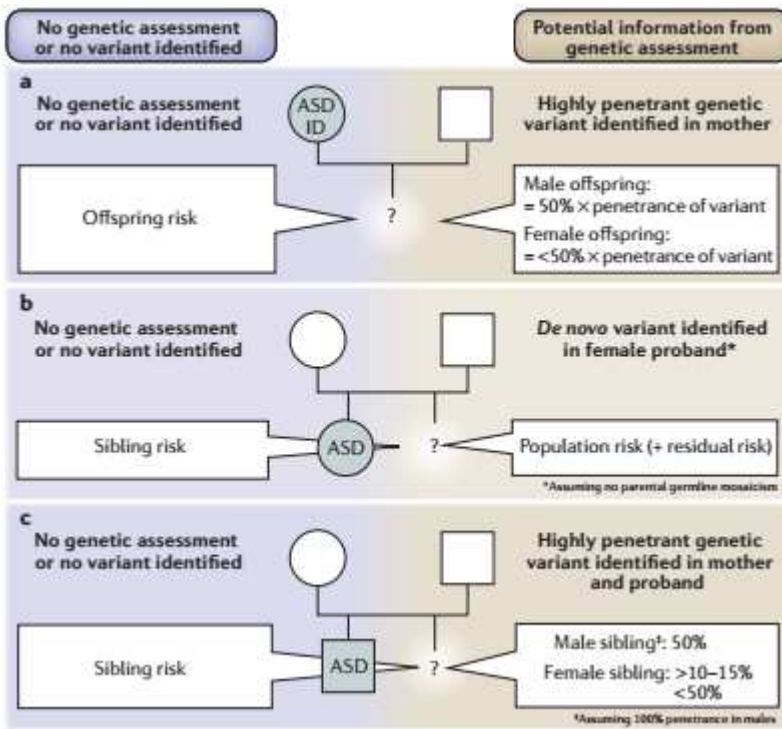 No genetic assessment
or no variant identified
Potential information from
genetic assessment
a
No genetic assessment
or no variant identified
ASD
ID
Highly penetrant genetic
variant identified in mother
Offspring risk
?
Male offspring:
= 50% × penetrance of variant
Female offspring:
= <50% × penetrance of variant
b
No genetic assessment
or no variant identified
De novo variant identified
in female proband*
Sibling risk
ASD
?
Population risk (+ residual risk)
*Assuming no parental germline mosaicism
c
No genetic assessment
or no variant identified
Highly penetrant genetic
variant identified in mother
and proband
Sibling risk
ASD
?
Male sibling‡: 50%
Female sibling: >10–15%
<50%
‡Assuming 100% penetrance in males